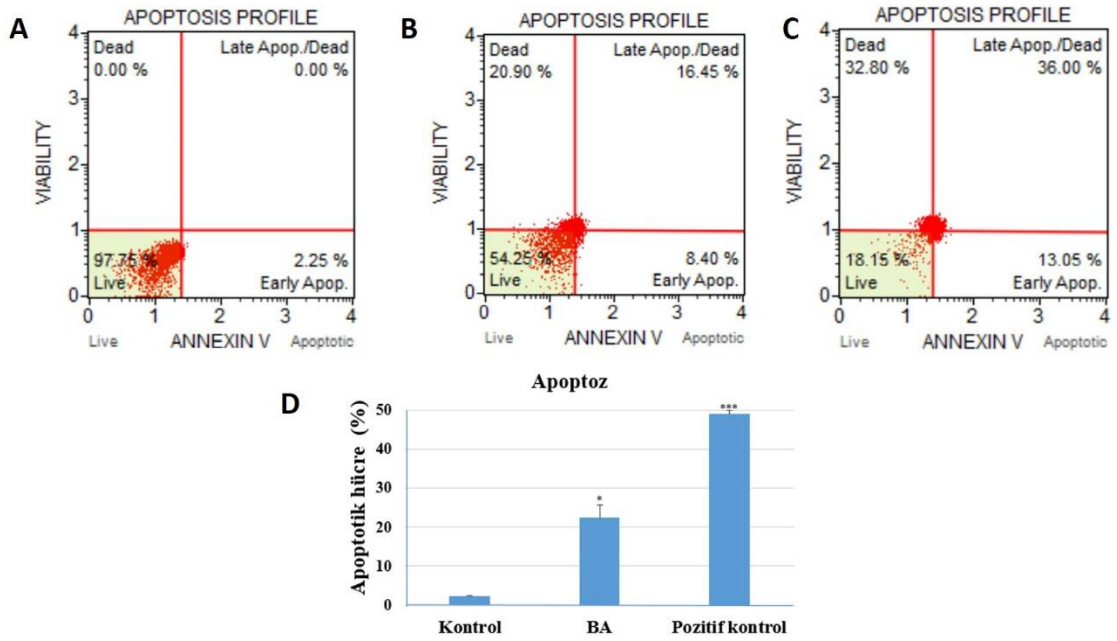 A
APOPTOSIS PROFILE
4
Dead Late Apop./Dead
0.00 % 0.00 %
3
VIABILITY
2
1
97.75 % 2.25 %
Live Early Apop.
0
0 1 2 3 4
Live ANNEXIN V Apoptotic
B
APOPTOSIS PROFILE
4
Dead Late Apop./Dead
20.90 % 16.45 %
3
VIABILITY
2
1
54.25 % 8.40 %
Live Early Apop.
0
0 1 2 3 4
Live ANNEXIN V Apoptotic
C
APOPTOSIS PROFILE
4
Dead Late Apop./Dead
32.80 % 36.00 %
3
VIABILITY
2
1
18.15 % 13.05 %
Live Early Apop.
0
0 1 2 3 4
Live ANNEXIN V Apoptotic
D
Apoptoz
Apoptotik hücre (%)
50
40
30
20
10
0
*
***
Kontrol BA Pozitif kontrol